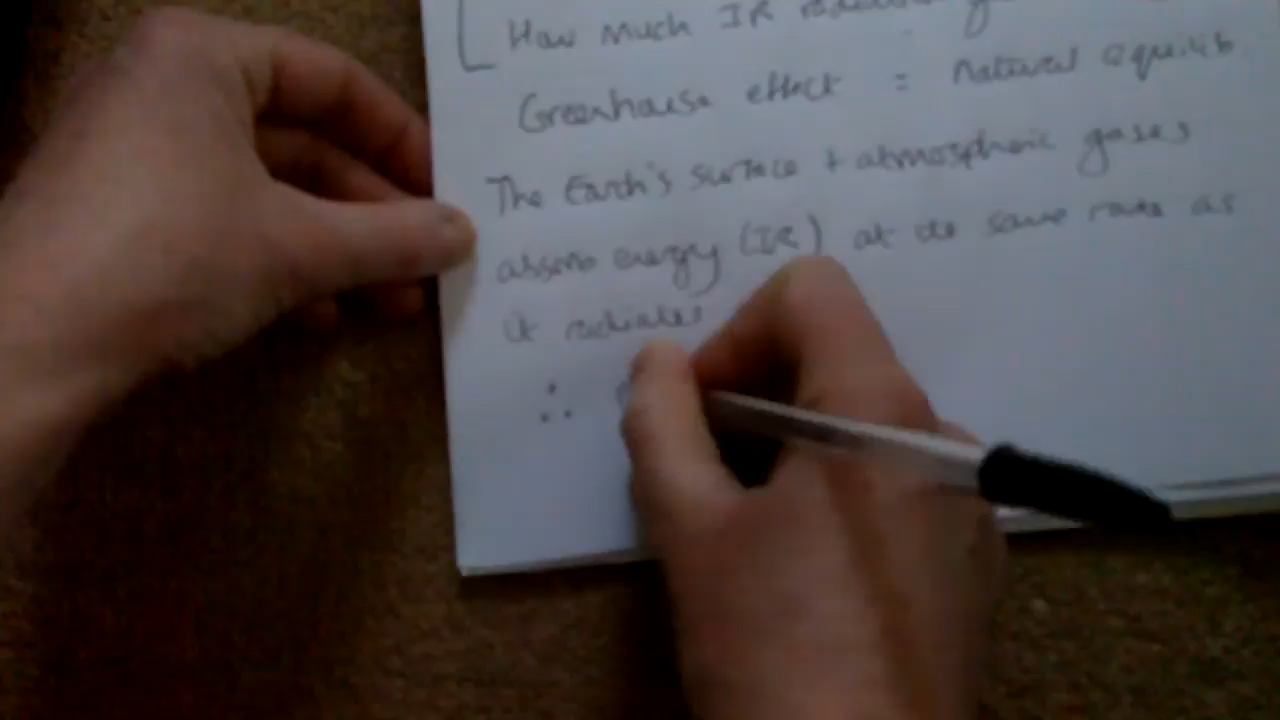 How much IR radiation
Greenhouse effect = natural equilib
The Earth's surface + atmospheric gases
absorb energy (IR) at the same rate as
it radiates
∴